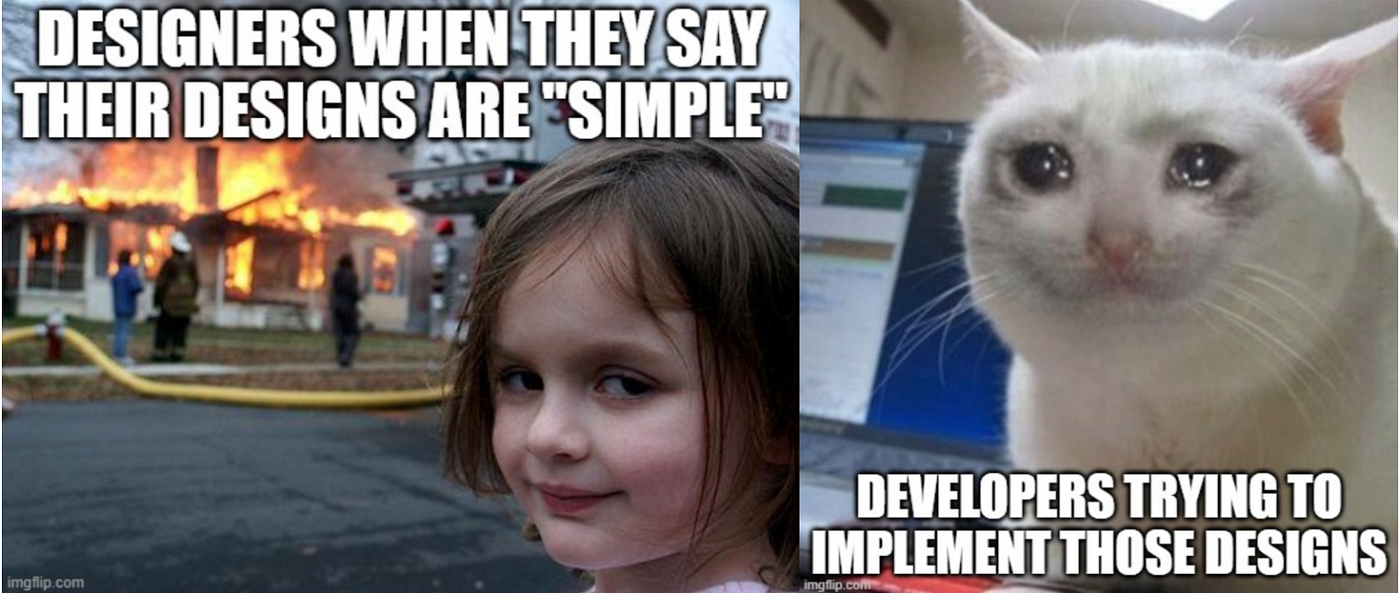 DESIGNERS WHEN THEY SAY
THEIR DESIGNS ARE "SIMPLE"
imgflip.com
DEVELOPERS TRYING TO
IMPLEMENT THOSE DESIGNS
imgflip.com